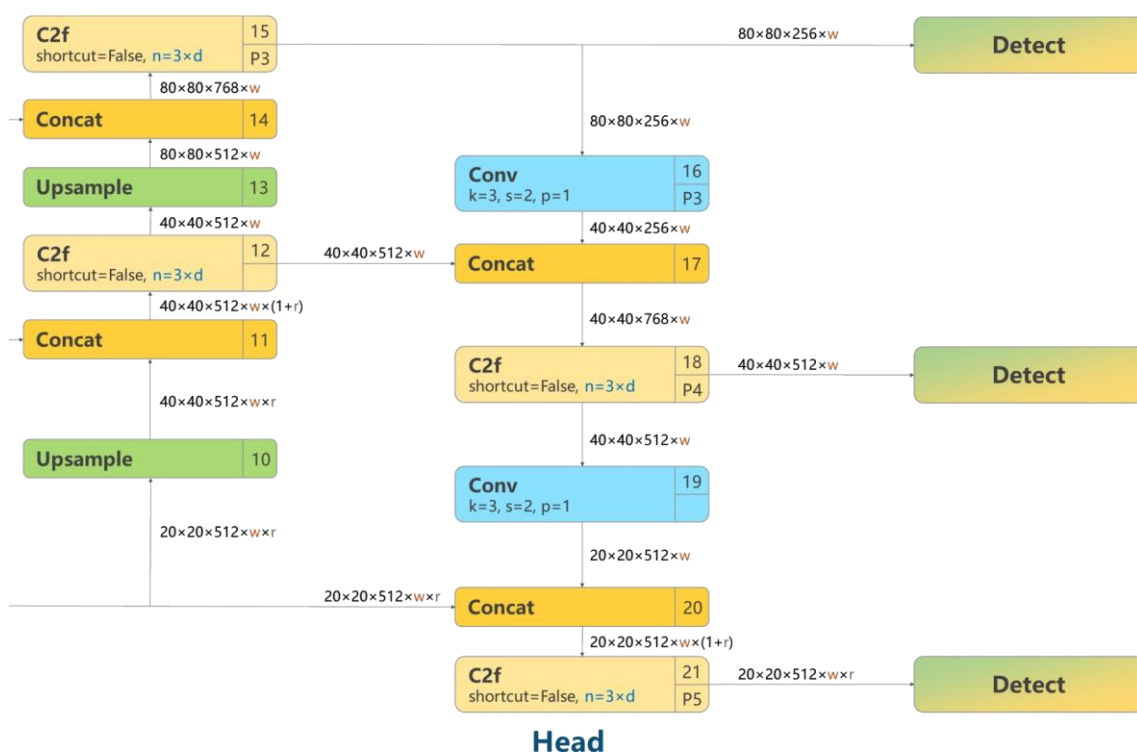 C2f
shortcut=False, n=3×d
15
P3
80×80×256×w
Detect
80×80×768×w
Concat
14
80×80×256×w
80×80×512×w
Upsample
13
Conv
k=3, s=2, p=1
16
P3
40×40×512×w
40×40×256×w
C2f
shortcut=False, n=3×d
12
40×40×512×w
Concat
17
40×40×512×w×(1+r)
Concat
11
40×40×768×w
C2f
shortcut=False, n=3×d
18
P4
40×40×512×w
Detect
40×40×512×w×r
40×40×512×w
Upsample
10
Conv
k=3, s=2, p=1
19
20×20×512×w×r
20×20×512×w
20×20×512×w×r
Concat
20
20×20×512×w×(1+r)
C2f
shortcut=False, n=3×d
21
P5
20×20×512×w×r
Detect
Head